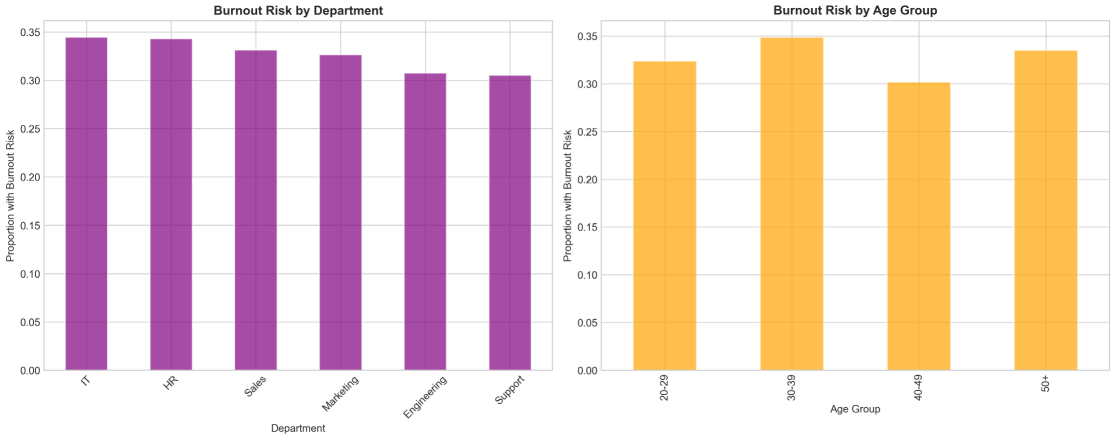 Burnout Risk by Department
Proportion with Burnout Risk
0.35
0.30
0.25
0.20
0.15
0.10
0.05
0.00
IT
HR
Sales
Marketing
Engineering
Support
Department
Burnout Risk by Age Group
Proportion with Burnout Risk
0.35
0.30
0.25
0.20
0.15
0.10
0.05
0.00
20-29
30-39
40-49
50+
Age Group